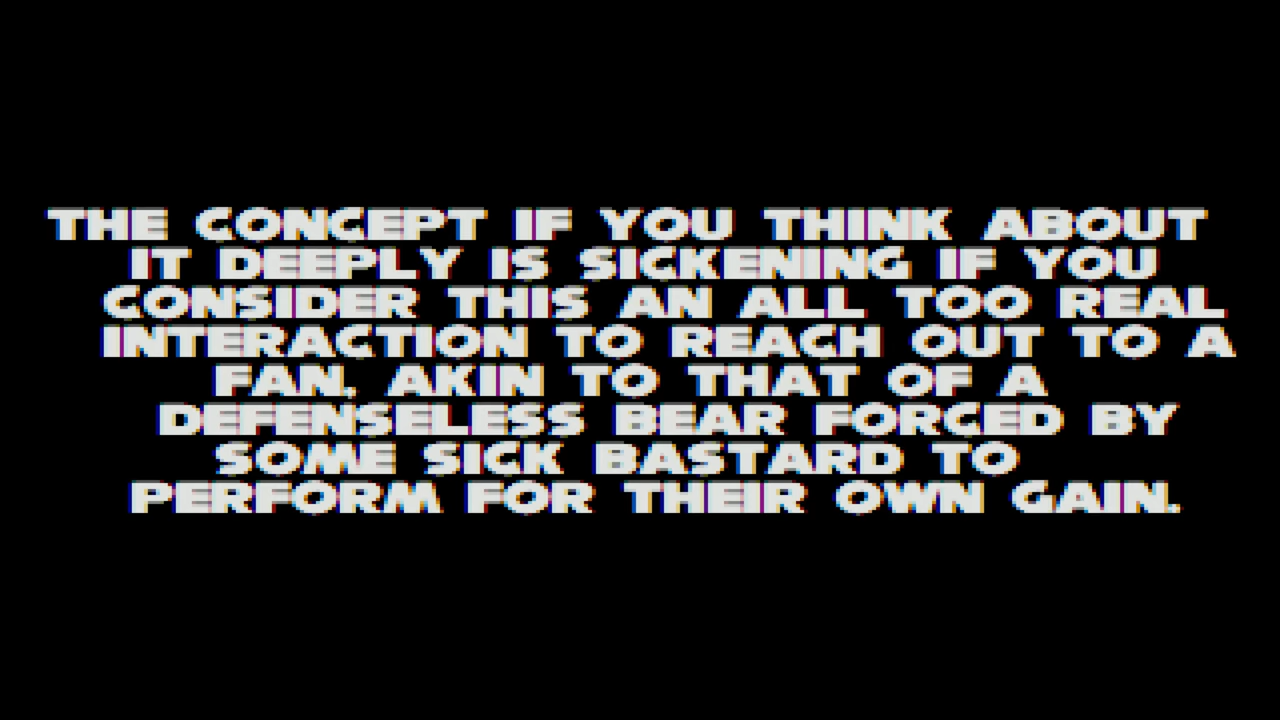 THE CONCEPT IF YOU THINK ABOUT
IT DEEPLY IS SICKENING IF YOU
CONSIDER THIS AN ALL TOO REAL
INTERACTION TO REACH OUT TO A
FAN, AKIN TO THAT OF A
DEFENSELESS BEAR FORGED BY
SOME SICK BASTARD TO
PERFORM FOR THEIR OWN GAIN.